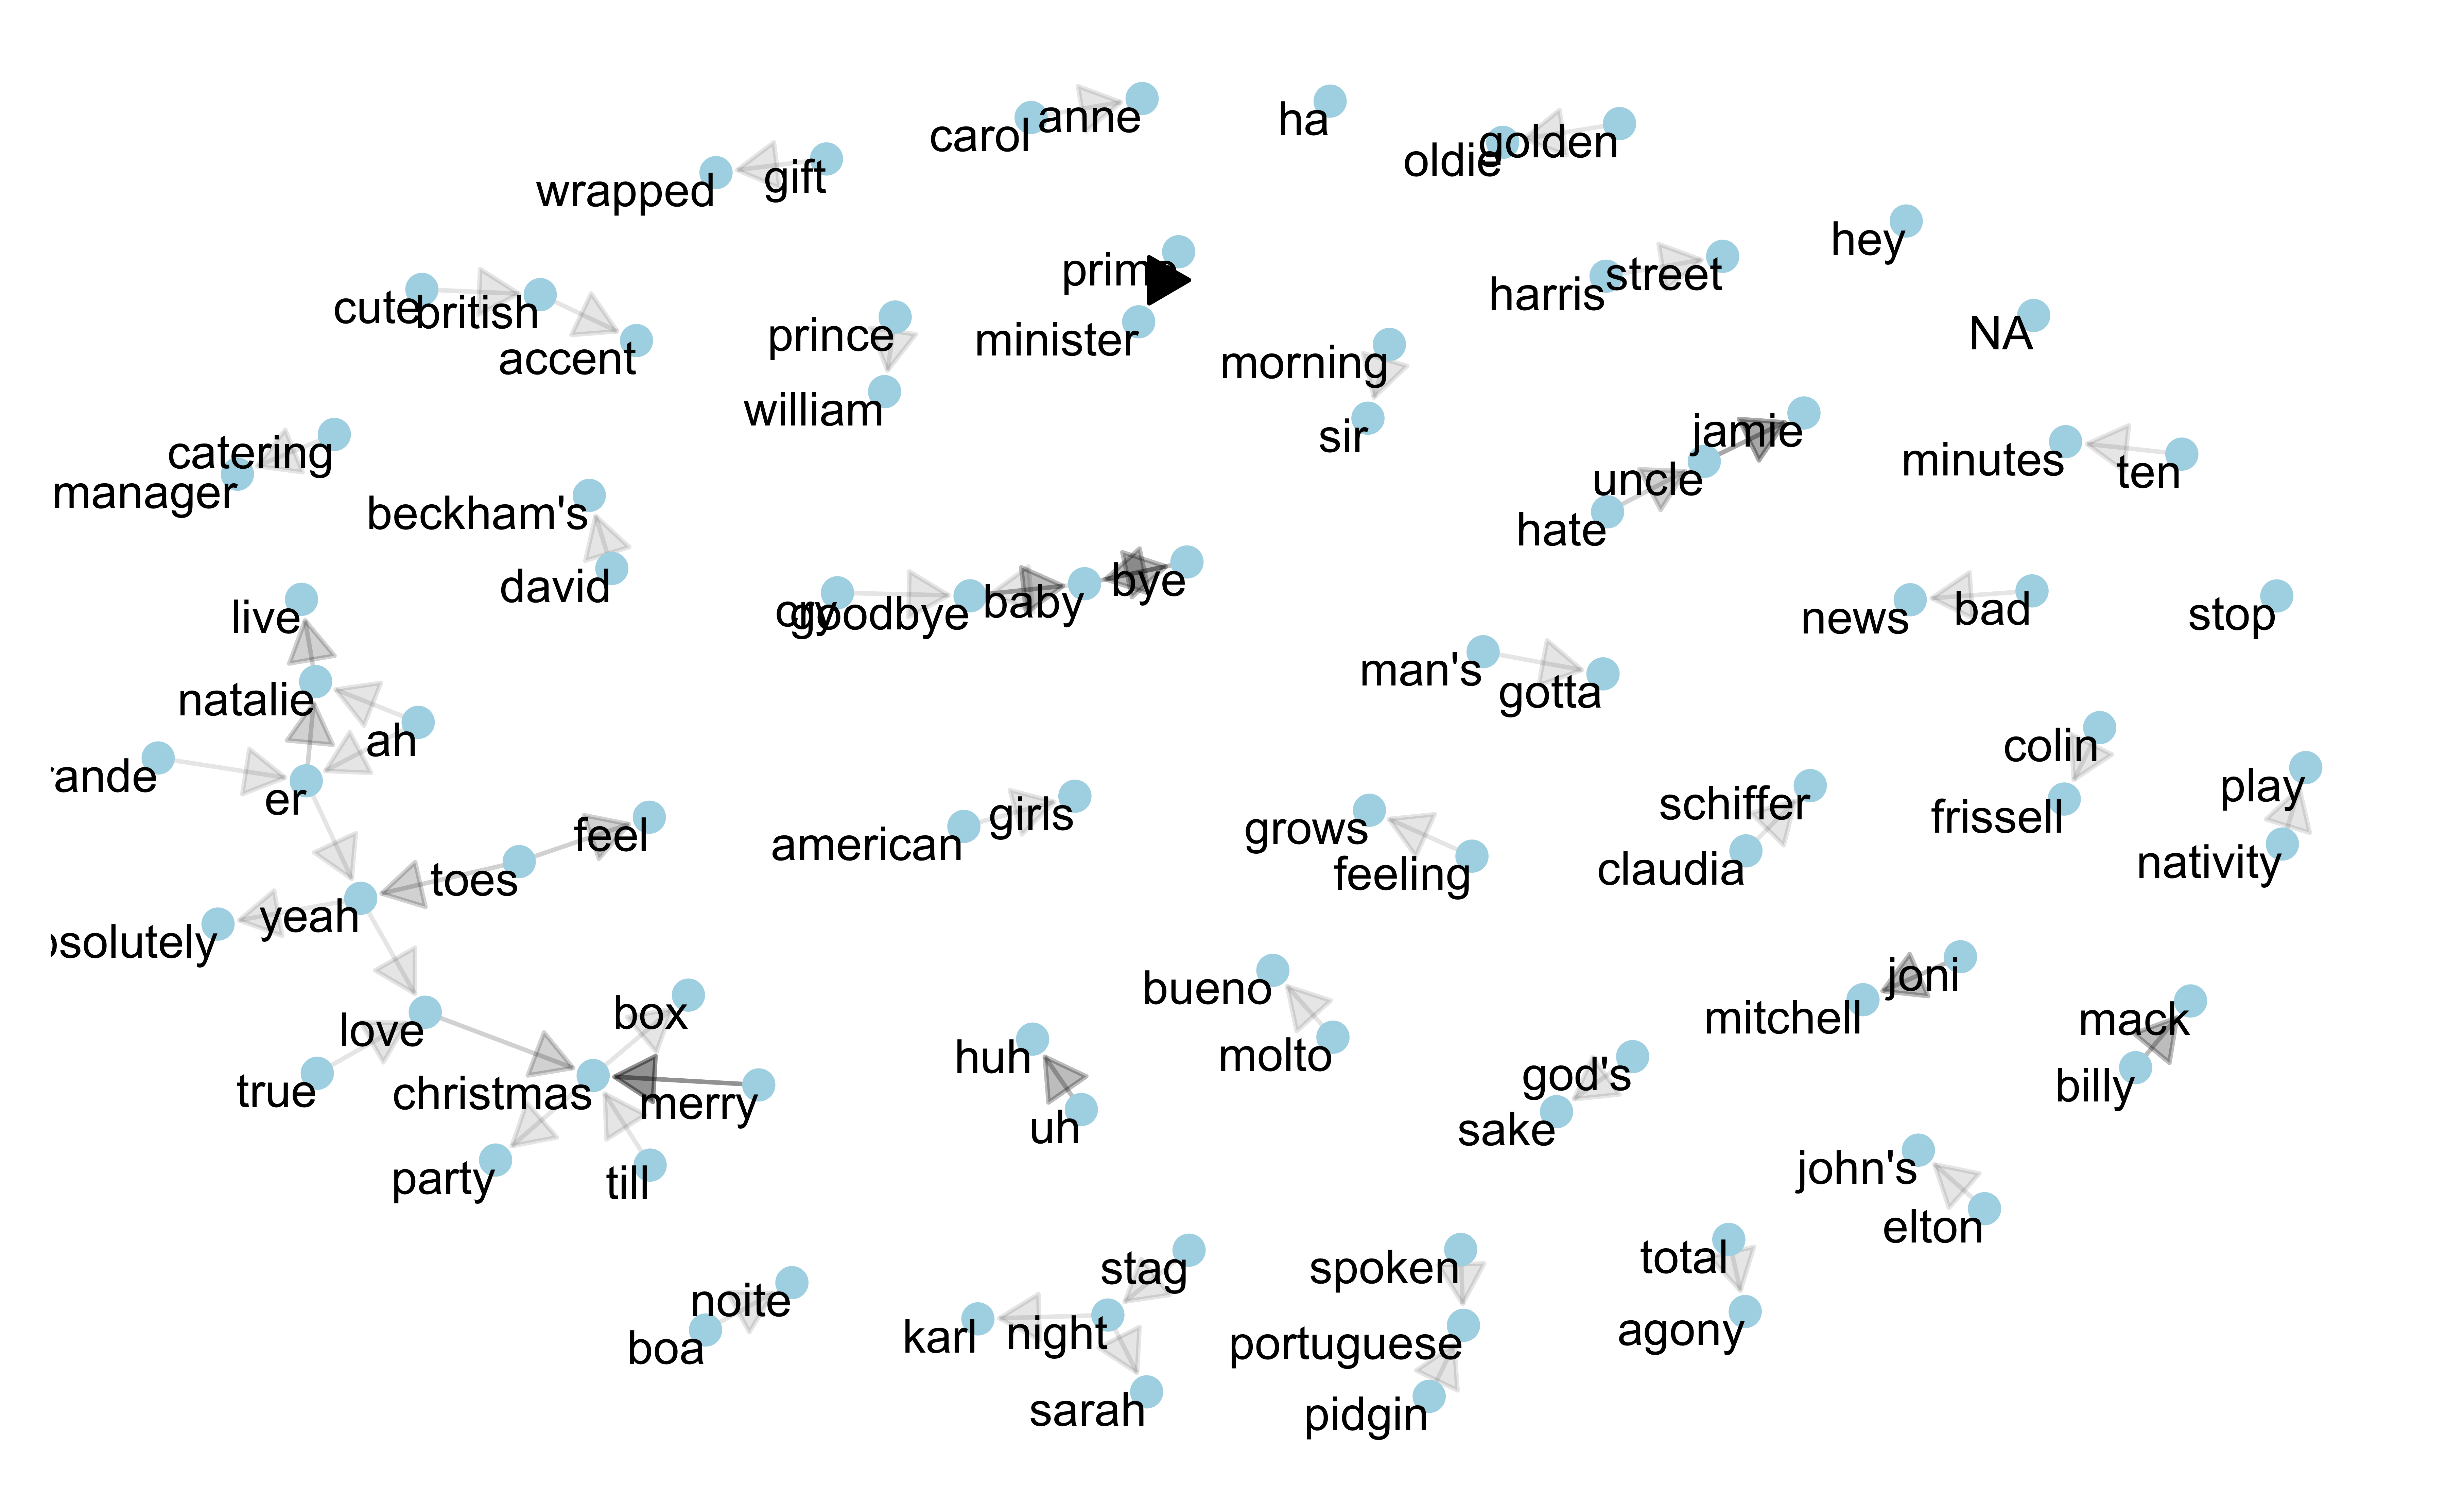 carol
anne
ha
oldie
golden
wrapped
gift
hey
prime
harris
street
cute
british
accent
prince
minister
morning
NA
william
sir
jamie
catering
manager
uncle
minutes
ten
beckham's
hate
david
live
cry
goodbye
baby
bye
news
bad
stop
natalie
man's
gotta
ah
colin
rande
er
play
feel
american
girls
grows
schiffer
frissell
toes
feeling
claudia
nativity
yeah
bsolutely
box
bueno
joni
love
mitchell
mack
huh
molto
true
christmas
merry
god's
billy
uh
sake
party
till
john's
elton
stag
spoken
total
noite
boa
karl
night
portuguese
agony
sarah
pidgin